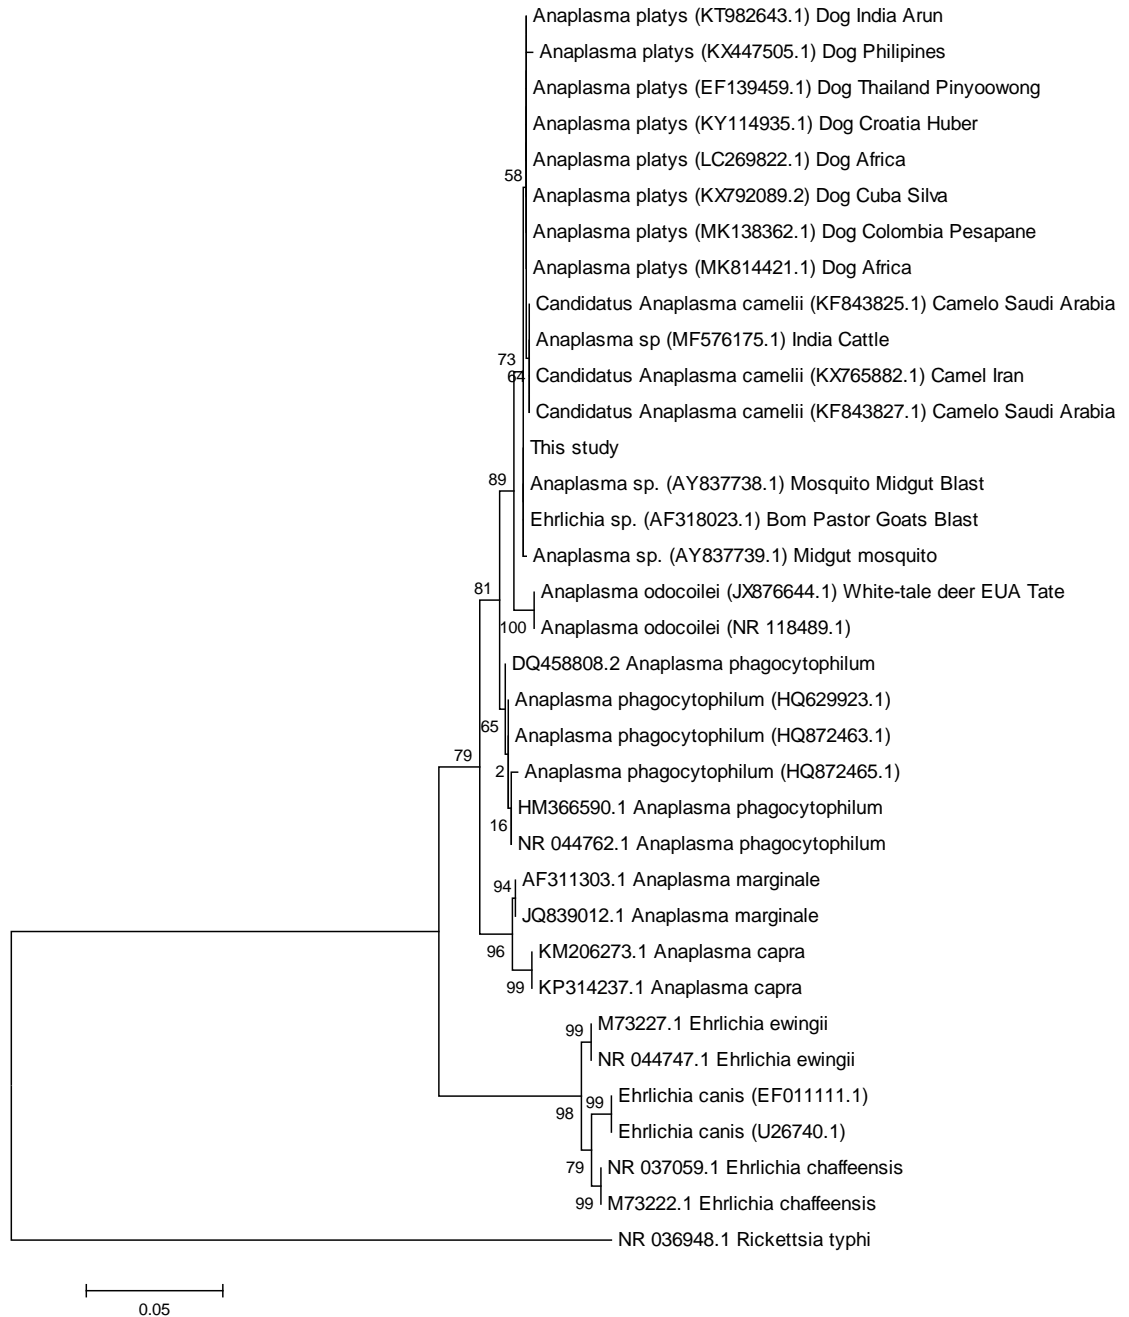 Anaplasma platys (KT982643.1) Dog India Arun
Anaplasma platys (KX447505.1) Dog Philipines
Anaplasma platys (EF139459.1) Dog Thailand Pinyoowong
Anaplasma platys (KY114935.1) Dog Croatia Huber
Anaplasma platys (LC269822.1) Dog Africa
58
Anaplasma platys (KX792089.2) Dog Cuba Silva
Anaplasma platys (MK138362.1) Dog Colombia Pesapane
Anaplasma platys (MK814421.1) Dog Africa
Candidatus Anaplasma camelii (KF843825.1) Camelo Saudi Arabia
Anaplasma sp (MF576175.1) India Cattle
73
64
Candidatus Anaplasma camelii (KX765882.1) Camel Iran
Candidatus Anaplasma camelii (KF843827.1) Camelo Saudi Arabia
This study
89
Anaplasma sp. (AY837738.1) Mosquito Midgut Blast
Ehrlichia sp. (AF318023.1) Bom Pastor Goats Blast
Anaplasma sp. (AY837739.1) Midgut mosquito
81
Anaplasma odocoilei (JX876644.1) White-tale deer EUA Tate
100
Anaplasma odocoilei (NR 118489.1)
DQ458808.2 Anaplasma phagocytophilum
Anaplasma phagocytophilum (HQ629923.1)
65
Anaplasma phagocytophilum (HQ872463.1)
79
2
Anaplasma phagocytophilum (HQ872465.1)
HM366590.1 Anaplasma phagocytophilum
16
NR 044762.1 Anaplasma phagocytophilum
94
AF311303.1 Anaplasma marginale
JQ839012.1 Anaplasma marginale
96
KM206273.1 Anaplasma capra
99
KP314237.1 Anaplasma capra
99
M73227.1 Ehrlichia ewingii
NR 044747.1 Ehrlichia ewingii
99
Ehrlichia canis (EF011111.1)
98
Ehrlichia canis (U26740.1)
79
NR 037059.1 Ehrlichia chaffeensis
99
M73222.1 Ehrlichia chaffeensis
NR 036948.1 Rickettsia typhi
0.05